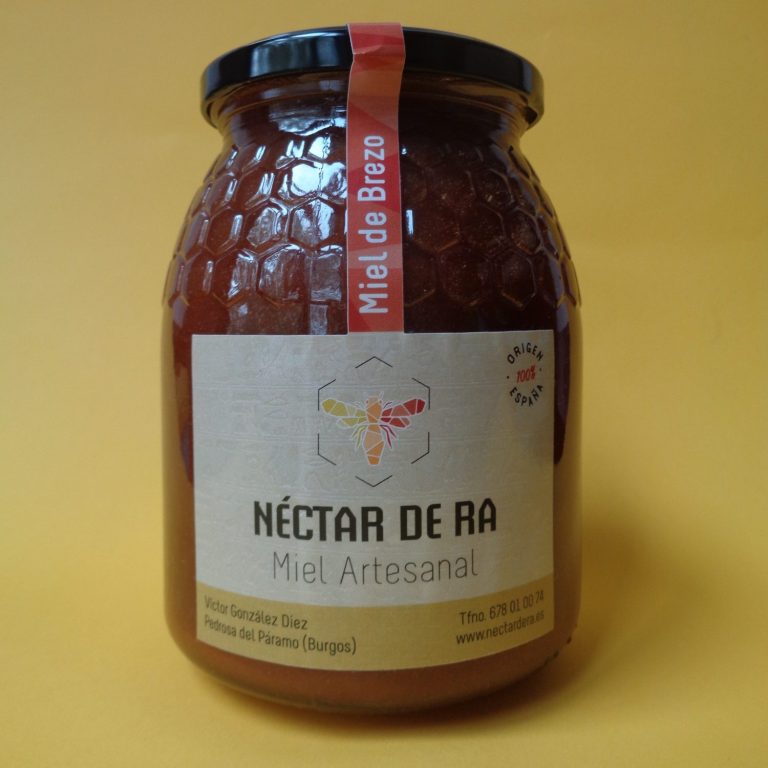 Miel de Brezo
ORIGEN
100%
ESPAÑA
NÉCTAR DE RA
Miel Artesanal
Víctor González Díez
Pedrosa del Páramo (Burgos)
Tfno. 678 01 00 74
www.nectardera.es